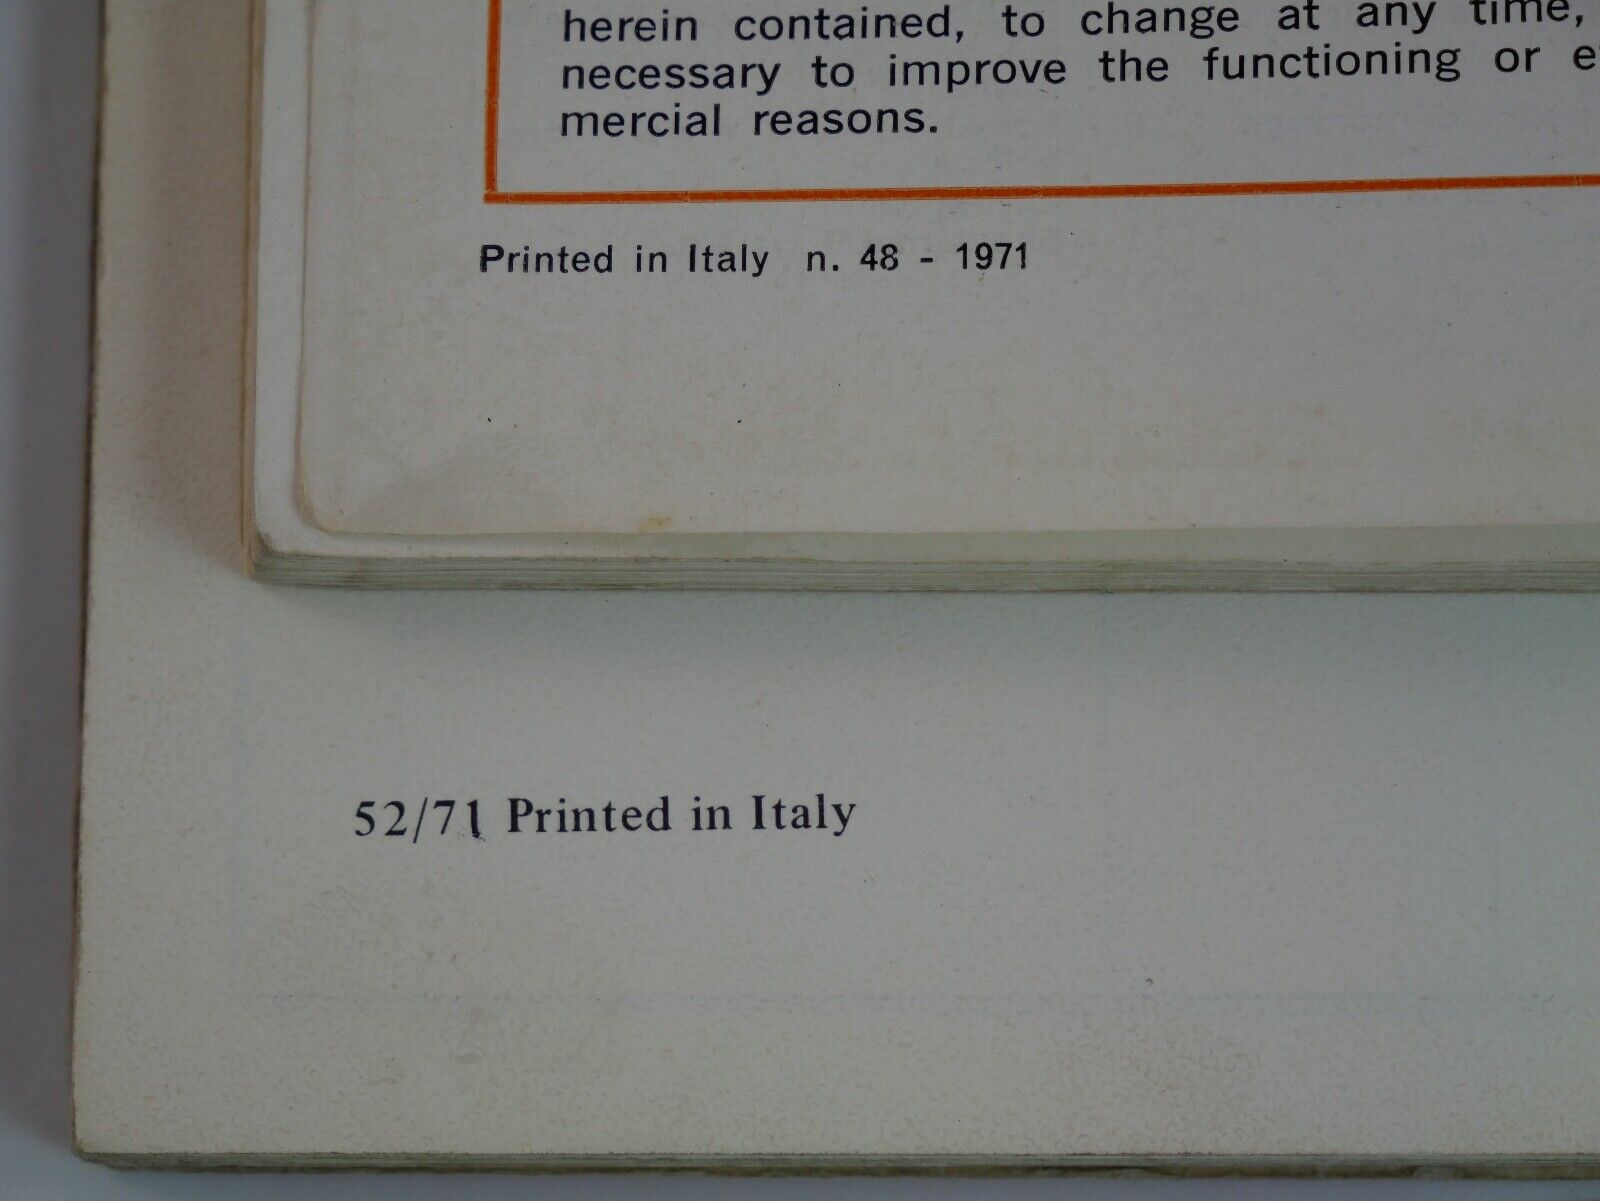 herein contained, to change at any time,
necessary to improve the functioning or
mercial reasons.
Printed in Italy n. 48 - 1971
52/71 Printed in Italy